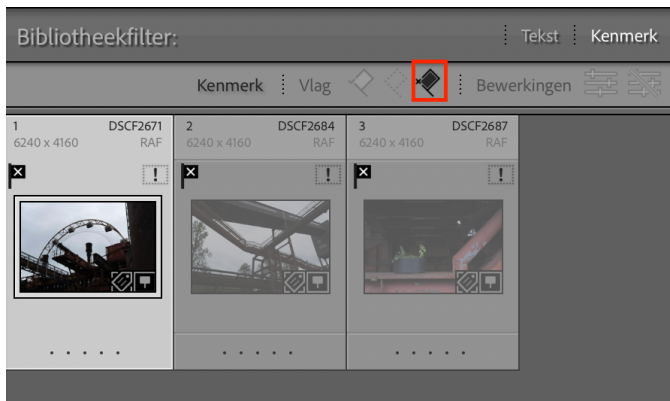 Bibliotheekfilter: Tekst Kenmerk
Kenmerk Vlag Bewerkingen
1 DSCF2671 2 DSCF2684 3 DSCF2687
6240 x 4160 RAF 6240 x 4160 RAF 6240 x 4160 RAF